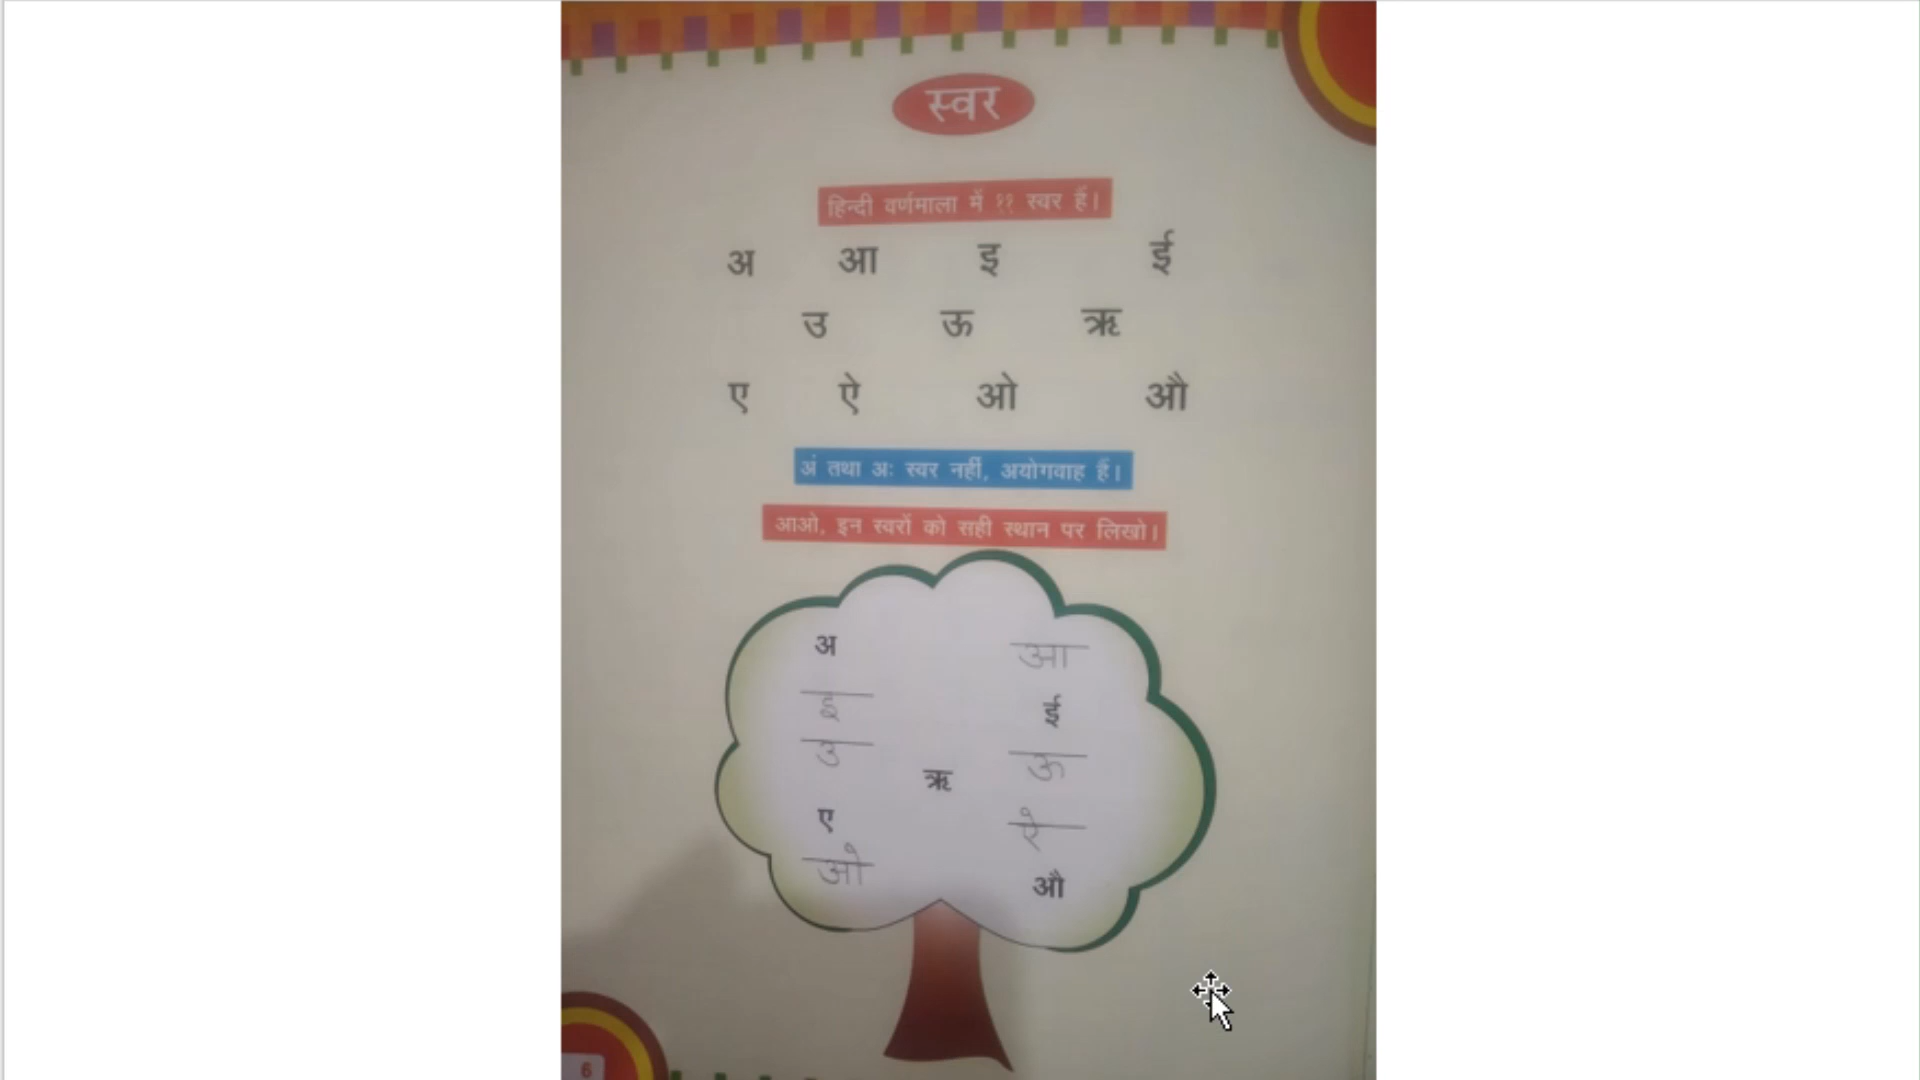 स्वर
हिन्दी वर्णमाला में ११ स्वर हैं।
अ आ इ ई
उ ऊ ऋ
ए ऐ ओ औ
अं तथा अः स्वर नहीं, अयोगवाह हैं।
आओ, इन स्वरों को सही स्थान पर लिखो।
अ आ
इ ई
उ ऊ
ऋ
ए ऐ
ओ औ
6